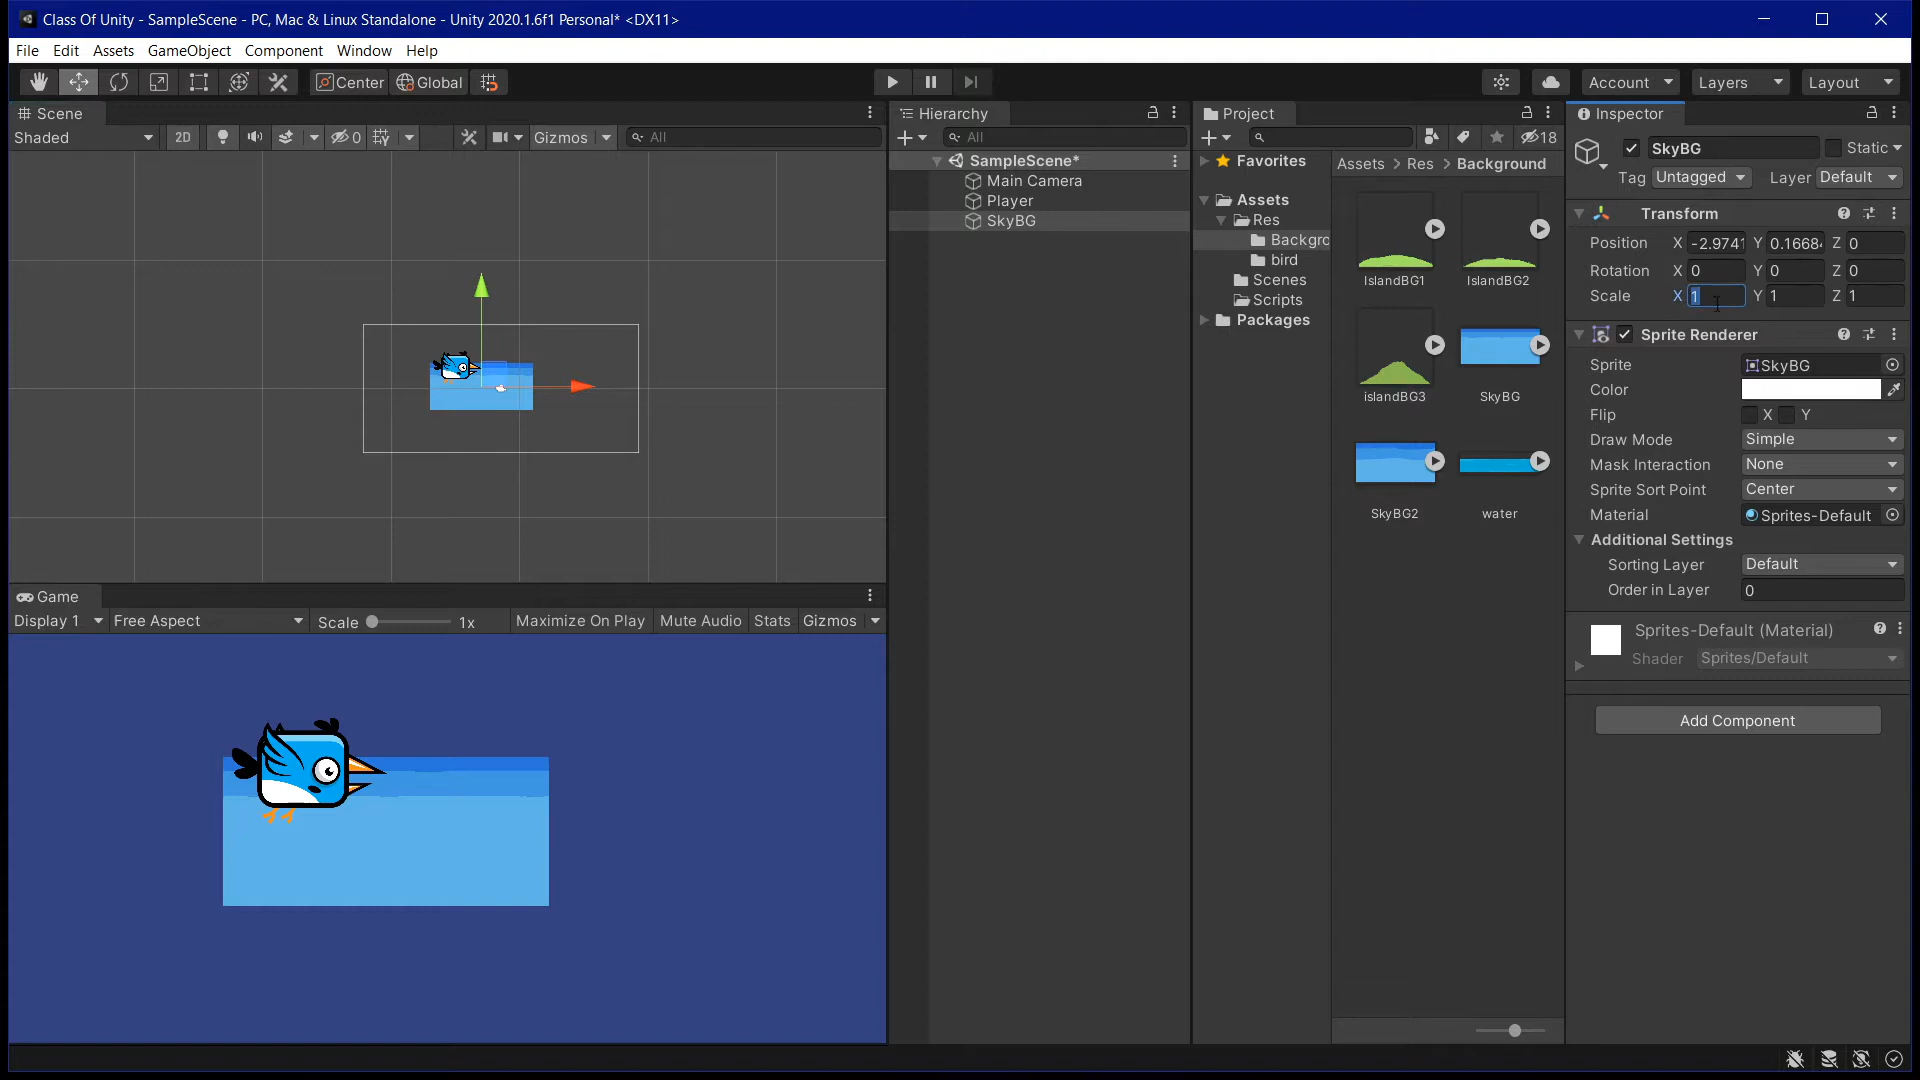 Class Of Unity - SampleScene - PC, Mac & Linux Standalone - Unity 2020.1.6f1 Personal* <DX11>
File Edit Assets GameObject Component Window Help
Center Global
Account Layers Layout
Scene
Shaded 2D 0 Gizmos All
Hierarchy
All
SampleScene*
Main Camera
Player
SkyBG
Project
18
Favorites
Assets
Res
Backgro
bird
Scenes
Scripts
Packages
Assets > Res > Background
IslandBG1 IslandBG2
islandBG3 SkyBG
SkyBG2 water
Inspector
SkyBG Static
Tag Untagged Layer Default
Transform
Position X -2.9741 Y 0.1668 Z 0
Rotation X 0 Y 0 Z 0
Scale X 1 Y 1 Z 1
Sprite Renderer
Sprite SkyBG
Color
Flip X Y
Draw Mode Simple
Mask Interaction None
Sprite Sort Point Center
Material Sprites-Default
Additional Settings
Sorting Layer Default
Order in Layer 0
Sprites-Default (Material)
Shader Sprites/Default
Add Component
Game
Display 1 Free Aspect Scale 1x Maximize On Play Mute Audio Stats Gizmos